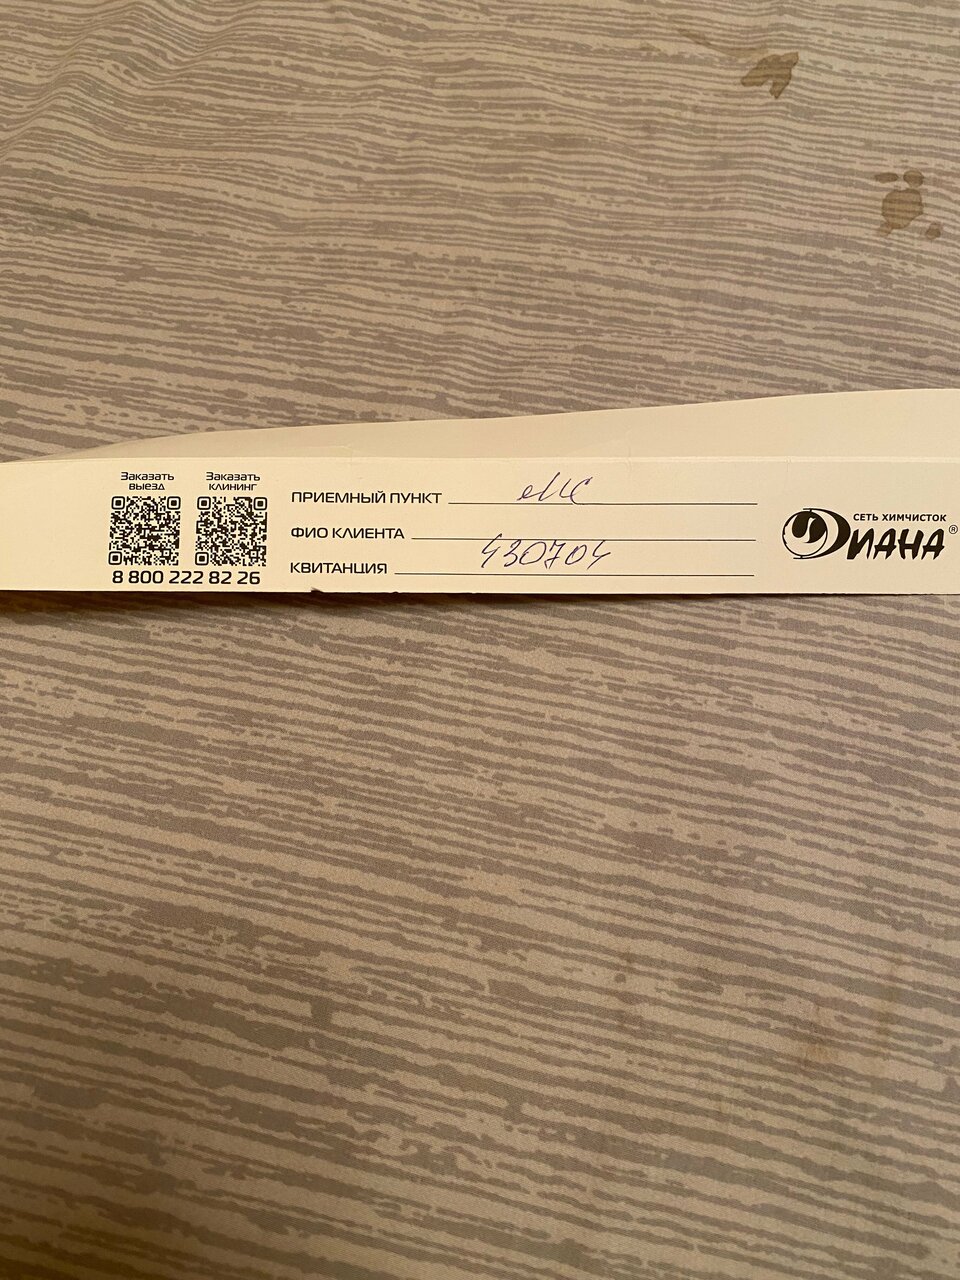 Заказать выезд
Заказать клининг
8 800 222 82 26
ПРИЕМНЫЙ ПУНКТ
ФИО КЛИЕНТА
КВИТАНЦИЯ 430704
СЕТЬ ХИМЧИСТОК
ДИАНА®